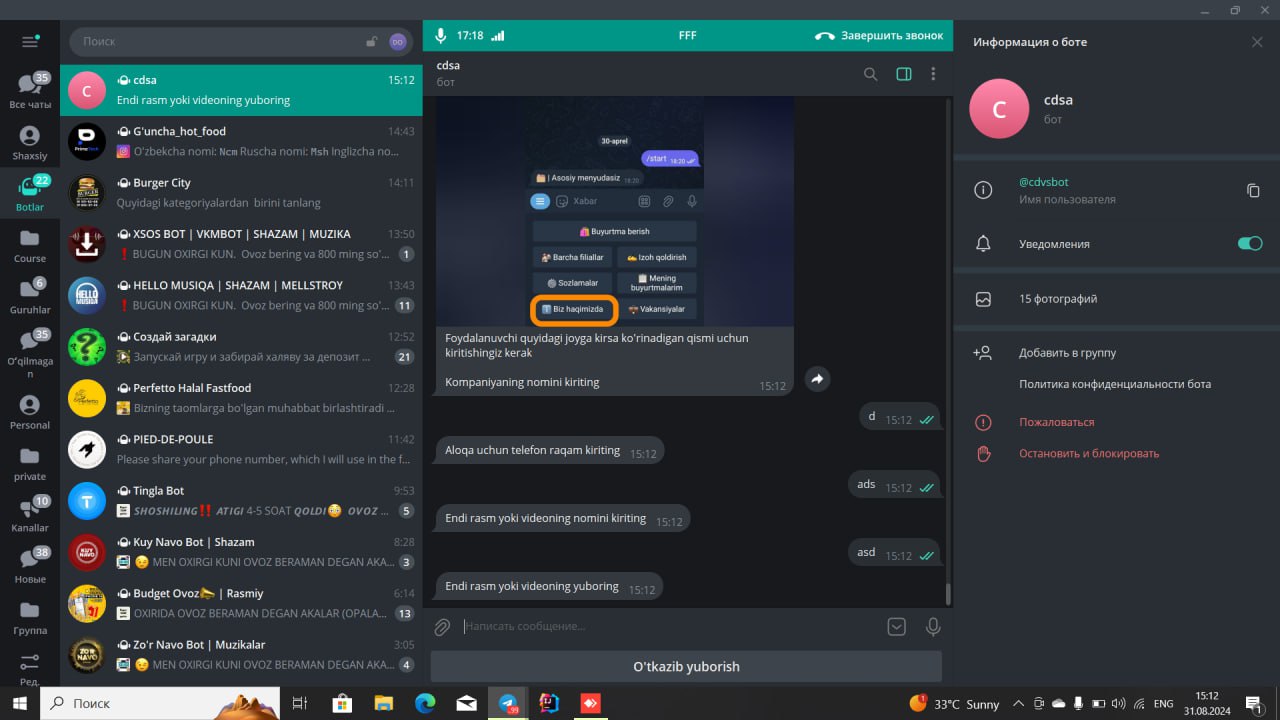 17:18
FFF
Завершить звонок
Поиск
DO
35
Все чаты
Shaxsiy
22
Botlar
Course
6
Guruhlar
35
O'qilmaga
n
Personal
private
10
Kanallar
38
Новые
Группа
Ред.
C
cdsa
15:12
Endi rasm yoki videoning yuboring
G'uncha_hot_food
14:43
O'zbekcha nomi: Ncm Ruscha nomi: Msh Inglizcha no...
Burger City
14:11
Quyidagi kategoriyalardan birini tanlang
XSOS BOT | VKMBOT | SHAZAM | MUZIKA
13:50
❗ BUGUN OXIRGI KUN. Ovoz bering va 800 ming so'...
1
HELLO MUSIQA | SHAZAM | MELLSTROY
13:43
❗ BUGUN OXIRGI KUN. Ovoz bering va 800 ming so'...
11
Создай загадки
12:52
Запускай игру и забирай халяву за депозит ...
21
Perfetto Halal Fastfood
12:28
Bizning taomlarga bo'lgan muhabbat birlashtiradi ...
PIED-DE-POULE
11:42
Please share your phone number, which I will use in the f...
Tingla Bot
9:53
SHOSHILING‼️ ATIGI 4-5 SOAT QOLDI😳 OVOZ ...
5
Kuy Navo Bot | Shazam
8:28
😉 MEN OXIRGI KUNI OVOZ BERAMAN DEGAN AKA...
3
Budget Ovoz | Rasmiy
6:14
OXIRIDA OVOZ BERAMAN DEGAN AKALAR (OPALA...
13
Zo'r Navo Bot | Muzikalar
3:05
😉 MEN OXIRGI KUNI OVOZ BERAMAN DEGAN AKA...
4
cdsa
бот
30-aprel
/start 18:20
| Asosiy menyudasiz 18:20
Xabar
Buyurtma berish
Barcha filiallar
Izoh qoldirish
Sozlamalar
Mening
buyurtmalarim
Biz haqimizda
Vakansiyalar
Foydalanuvchi quyidagi joyga kirsa ko'rinadigan qismi uchun
kiritishingiz kerak
Kompaniyaning nomini kiriting
15:12
d 15:12
Aloqa uchun telefon raqam kiriting 15:12
ads 15:12
Endi rasm yoki videoning nomini kiriting 15:12
asd 15:12
Endi rasm yoki videoning yuboring 15:12
Написать сообщение...
O'tkazib yuborish
Информация о боте
C
cdsa
бот
@cdvsbot
Имя пользователя
Уведомления
15 фотографий
Добавить в группу
Политика конфиденциальности бота
Пожаловаться
Остановить и блокировать
Поиск
33°C Sunny
ENG
15:12
31.08.2024